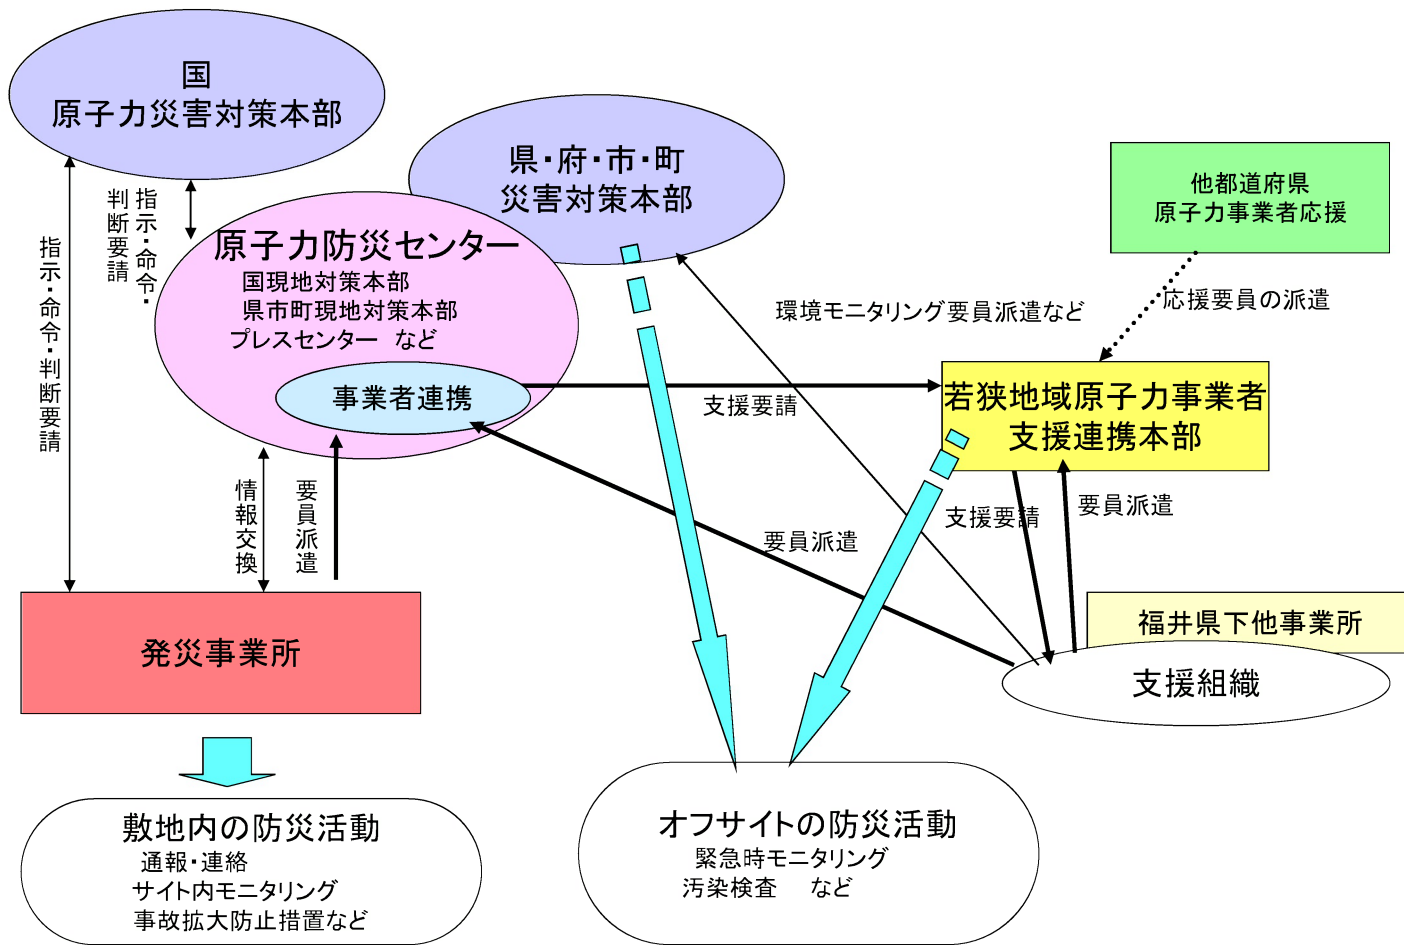 国
原子力災害対策本部
県・府・市・町
災害対策本部
他都道府県
原子力事業者応援
指示・命令・
判断要請
指示・命令・判断要請
原子力防災センター
国現地対策本部
県市町現地対策本部
プレスセンター など
事業者連携
環境モニタリング要員派遣など
応援要員の派遣
支援要請
若狭地域原子力事業者
支援連携本部
情報交換
要員派遣
要員派遣
支援要請
要員派遣
発災事業所
福井県下他事業所
支援組織
敷地内の防災活動
通報・連絡
サイト内モニタリング
事故拡大防止措置など
オフサイトの防災活動
緊急時モニタリング
汚染検査 など